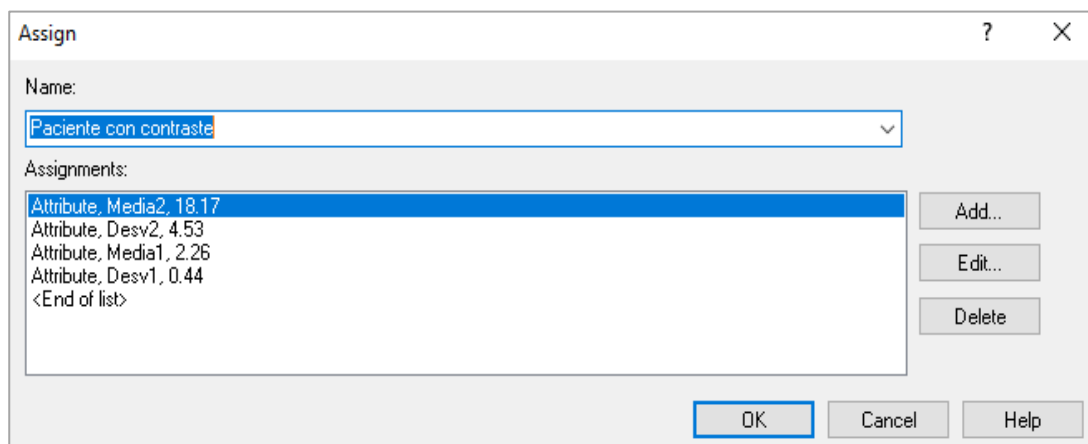 Assign
?
Name:
Paciente con contraste
Assignments:
Attribute, Media2, 18.17
Attribute, Desv2, 4.53
Attribute, Media1, 2.26
Attribute, Desv1, 0.44
<End of list>
Add...
Edit...
Delete
OK
Cancel
Help